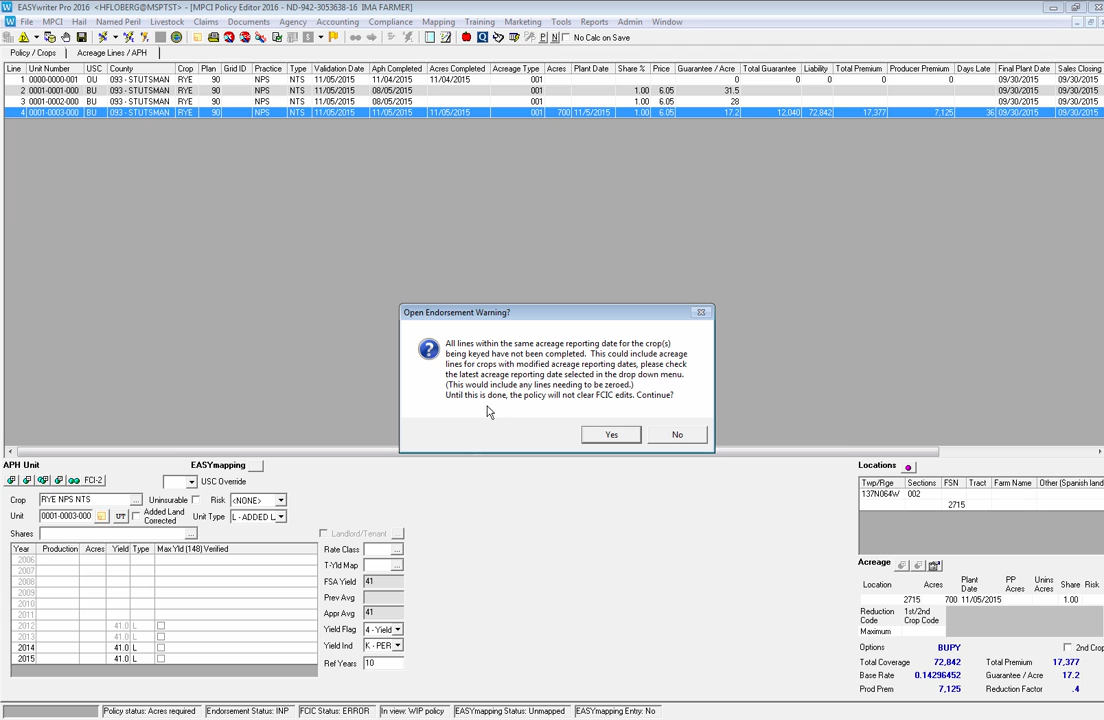 EASYwriter Pro 2016 - <HFLOBERG@MSPTST> - [MPCI Policy Editor 2016 - ND-942-3053638-16 IMA FARMER]
File MPCI Hail Named Peril Livestock Claims Documents Agency Accounting Compliance Mapping Training Marketing Tools Reports Admin Window
P N No Calc on Save
Policy / Crops Acreage Lines / APH
Line Unit Number USC County Crop Plan Grid ID Practice Type Validation Date Aph Completed Acres Completed Acreage Type Acres Plant Date Share % Price Guarantee / Acre Total Guarantee Liability Total Premium Producer Premium Days Late Final Plant Date Sales Closing
1 0000-0000-001 OU 093 - STUTSMAN RYE 90 NPS NTS 11/05/2015 11/04/2015 11/04/2015 001 0 0 0 0 09/30/2015 09/30/2015
2 0001-0001-000 BU 093 - STUTSMAN RYE 90 NPS NTS 11/05/2015 08/05/2015 001 1.00 6.05 31.5 09/30/2015 09/30/2015
3 0001-0002-000 BU 093 - STUTSMAN RYE 90 NPS NTS 11/05/2015 08/05/2015 001 1.00 6.05 28 09/30/2015 09/30/2015
4 0001-0003-000 BU 093 - STUTSMAN RYE 90 NPS NTS 11/05/2015 11/05/2015 11/05/2015 001 700 11/5/2015 1.00 6.05 17.2 12,040 72,842 17,377 7,125 36 09/30/2015 09/30/2015
Open Endorsement Warning?
All lines within the same acreage reporting date for the crop(s)
being keyed have not been completed. This could include acreage
lines for crops with modified acreage reporting dates, please check
the latest acreage reporting date selected in the drop down menu.
(This would include any lines needing to be zeroed.)
Until this is done, the policy will not clear FCIC edits. Continue?
Yes No
APH Unit EASYmapping
FCI-2 USC Override
Crop RYE NPS NTS ... Uninsurable Risk <NONE>
Unit 0001-0003-000 UT Added Land Corrected Unit Type L - ADDED L
Shares ... Landlord/Tenant ...
Year Production Acres Yield Type Max Yld (148) Verified
2006
2007
2008
2009
2010
2011
2012 41.0 L
2013 41.0 L
2014 41.0 L
2015 41.0 L
Rate Class ...
T-Yld Map ...
FSA Yield 41
Prev Avg
Appr Avg 41
Yield Flag 4 - Yield
Yield Ind K - PER
Ref Years 10
Locations
Twp/Rge Sections FSN Tract Farm Name Other (Spanish land
137N064W 002
2715
Acreage
Location Acres Plant Date PP Acres Unins Acres Share Risk
2715 700 11/05/2015 1.00
Reduction Code 1st/2nd Crop Code
Maximum
Options BUPY 2nd Crop
Total Coverage 72,842 Total Premium 17,377
Base Rate 0.14296452 Guarantee / Acre 17.2
Prod Prem 7,125 Reduction Factor .4
Policy status: Acres required Endorsement Status: INP FCIC Status: ERROR In view: WIP policy EASYmapping Status: Unmapped EASYmapping Entry: No